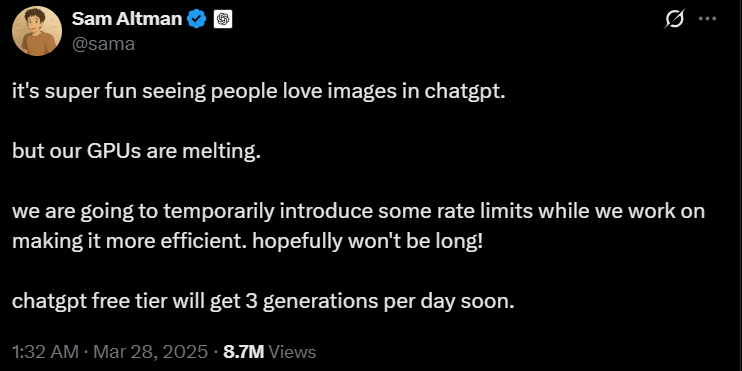 Sam Altman
@sama
it's super fun seeing people love images in chatgpt.
but our GPUs are melting.
we are going to temporarily introduce some rate limits while we work on
making it more efficient. hopefully won't be long!
chatgpt free tier will get 3 generations per day soon.
1:32 AM · Mar 28, 2025 · 8.7M Views